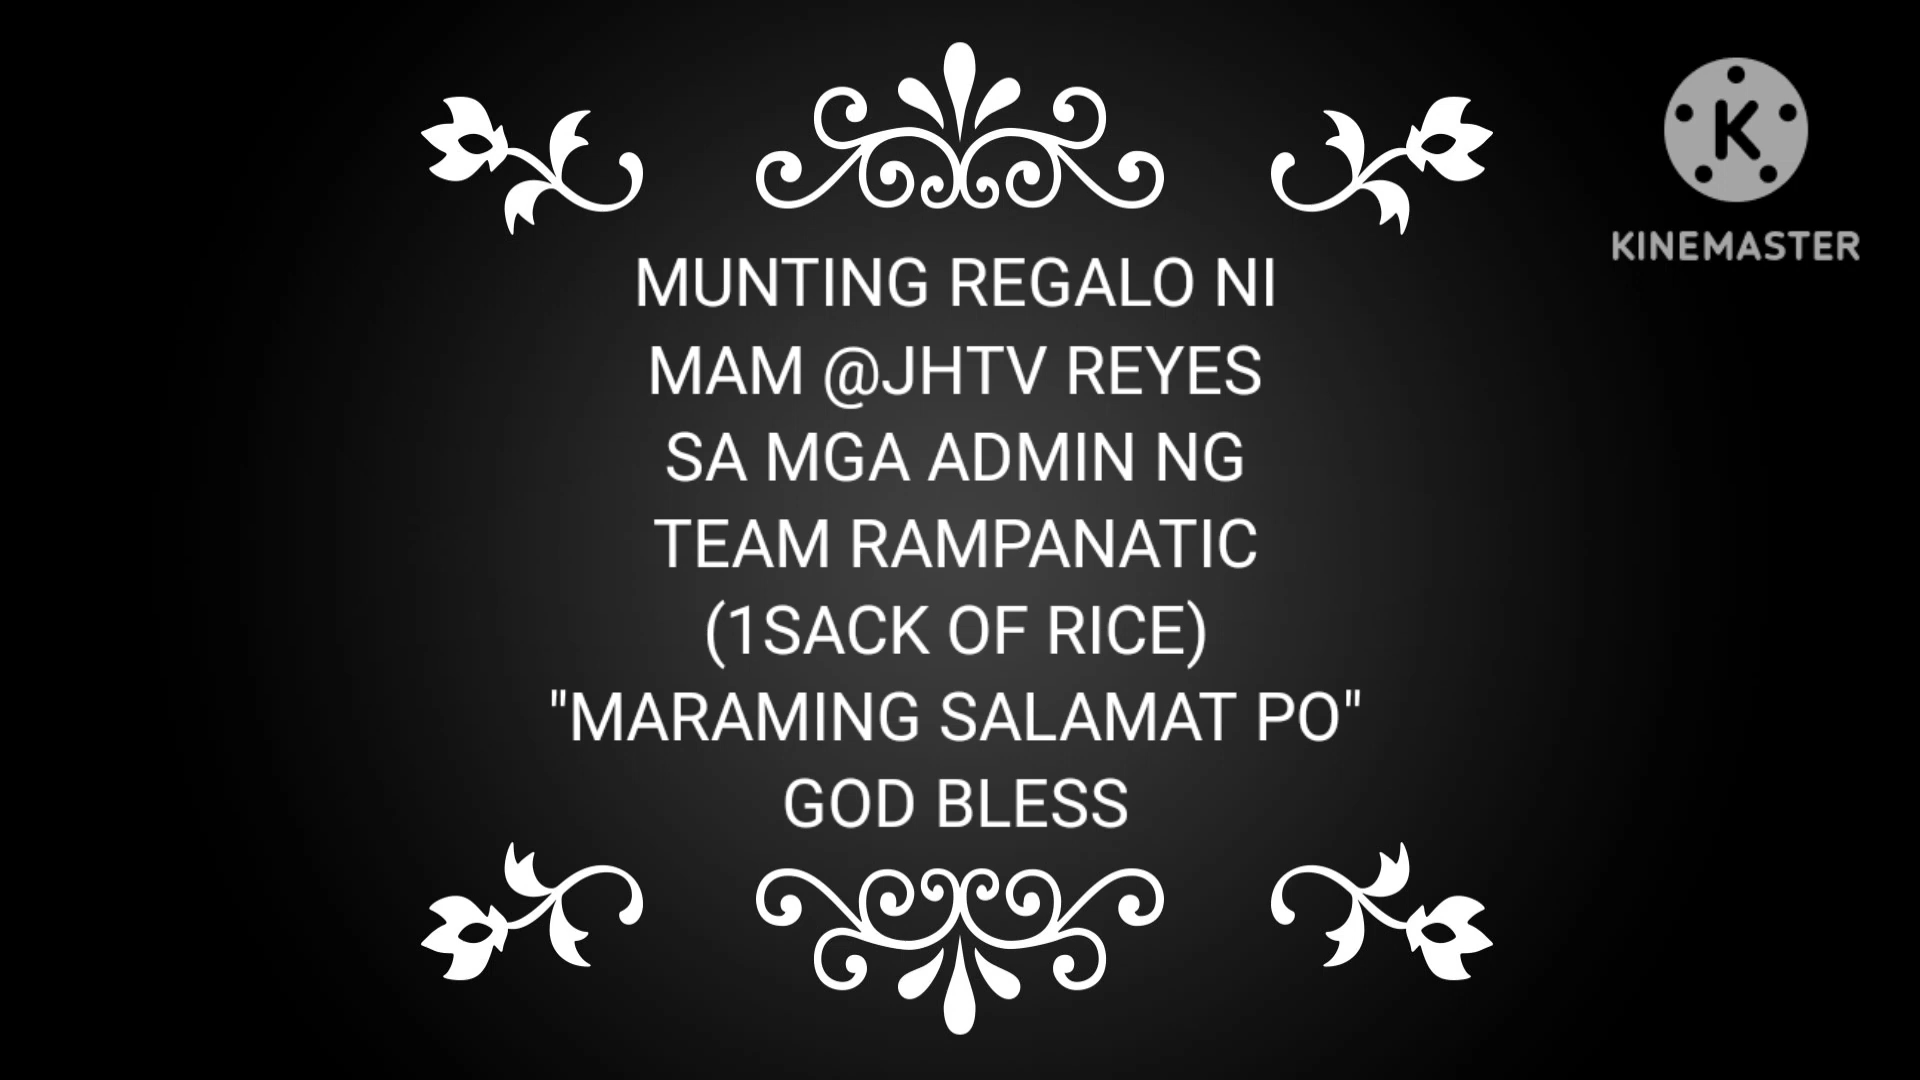 K
KINEMASTER
MUNTING REGALO NI
MAM @JHTV REYES
SA MGA ADMIN NG
TEAM RAMPANATIC
(1SACK OF RICE)
"MARAMING SALAMAT PO"
GOD BLESS